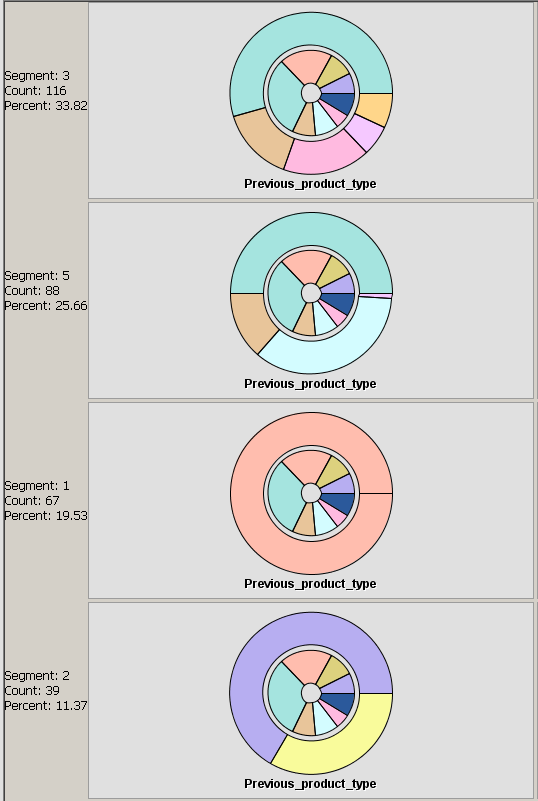 Segment: 3
Count: 116
Percent: 33.82
Previous_product_type
Segment: 5
Count: 88
Percent: 25.66
Previous_product_type
Segment: 1
Count: 67
Percent: 19.53
Previous_product_type
Segment: 2
Count: 39
Percent: 11.37
Previous_product_type